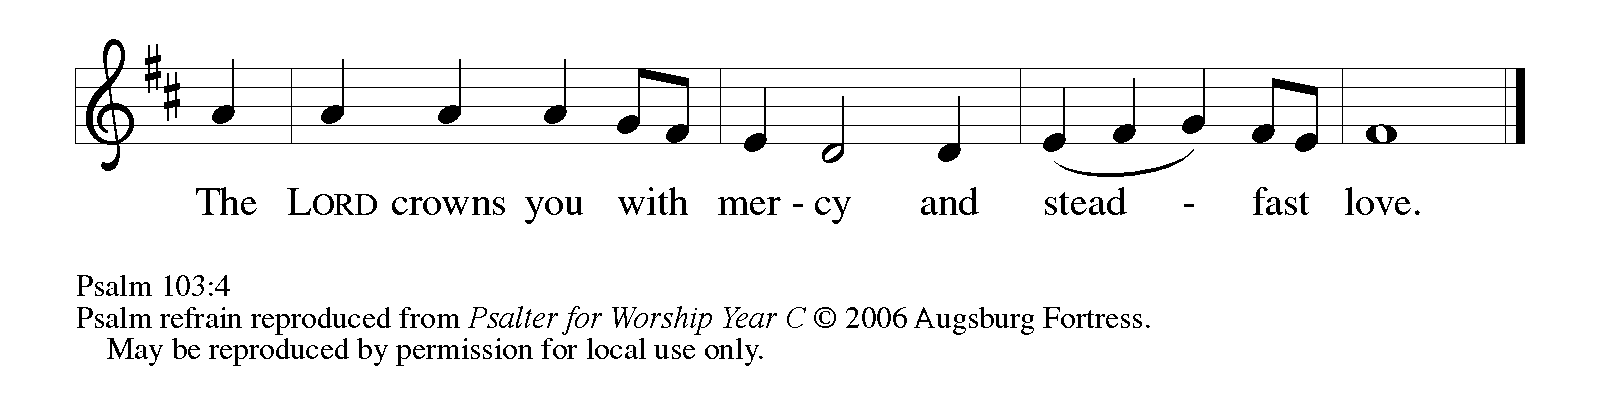 The LORD crowns you with mer - cy and stead - fast love.
Psalm 103:4
Psalm refrain reproduced from Psalter for Worship Year C © 2006 Augsburg Fortress.
May be reproduced by permission for local use only.